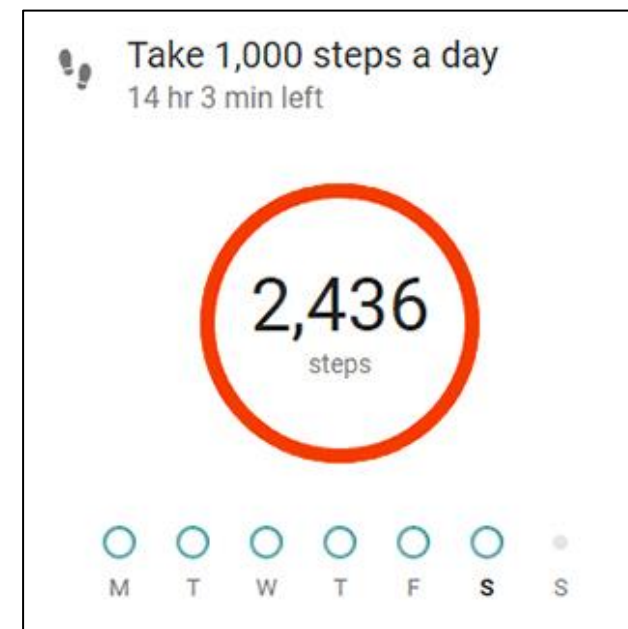 Take 1,000 steps a day
14 hr 3 min left
2,436
steps
M T W T F S S